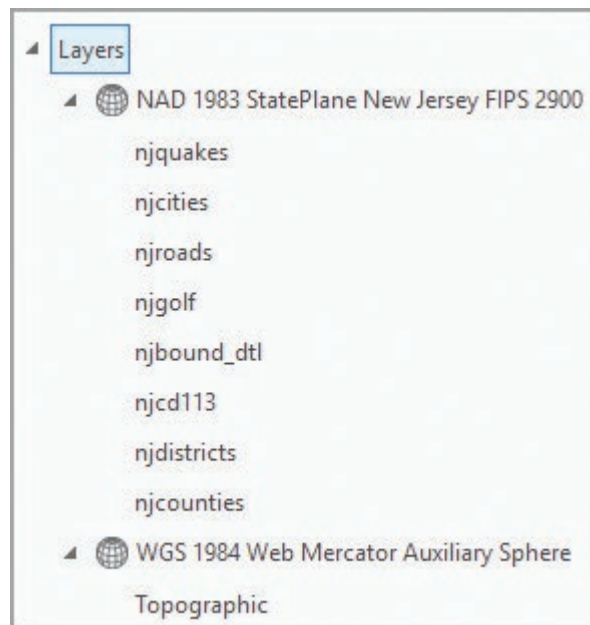 Layers
NAD 1983 StatePlane New Jersey FIPS 2900
njquakes
njcities
njroads
njgolf
njbound_dtl
njcd113
njdistricts
njcounties
WGS 1984 Web Mercator Auxiliary Sphere
Topographic